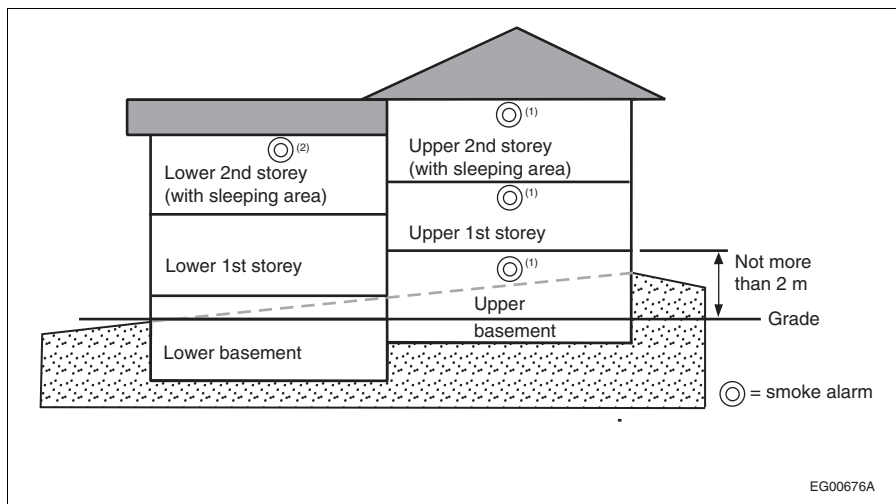 (1)
(2)
Upper 2nd storey
(with sleeping area)
Lower 2nd storey
(with sleeping area)
(1)
Upper 1st storey
Lower 1st storey
(1)
Not more
than 2 m
Upper
basement
Grade
Lower basement
= smoke alarm
EG00676A